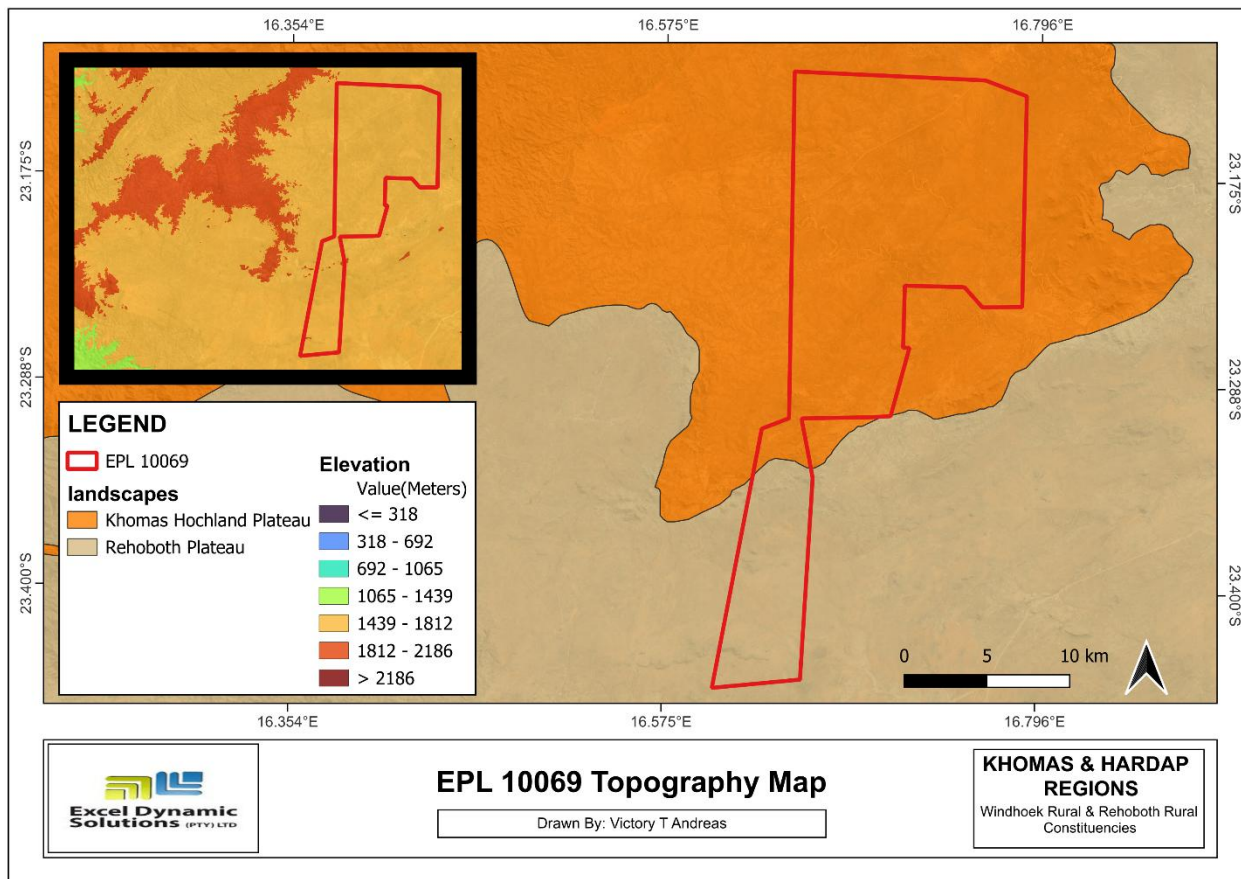 16.354°E
16.575°E
16.796°E
23.175°S
23.175°S
23.288°S
23.288°S
23.400°S
23.400°S
LEGEND
EPL 10069
landscapes
Khomas Hochland Plateau
Rehoboth Plateau
Elevation
Value(Meters)
<= 318
318 - 692
692 - 1065
1065 - 1439
1439 - 1812
1812 - 2186
> 2186
0 5 10 km
16.354°E
16.575°E
16.796°E
Excel Dynamic
Solutions (PTY) LTD
EPL 10069 Topography Map
Drawn By: Victory T Andreas
KHOMAS & HARDAP
REGIONS
Windhoek Rural & Rehoboth Rural
Constituencies